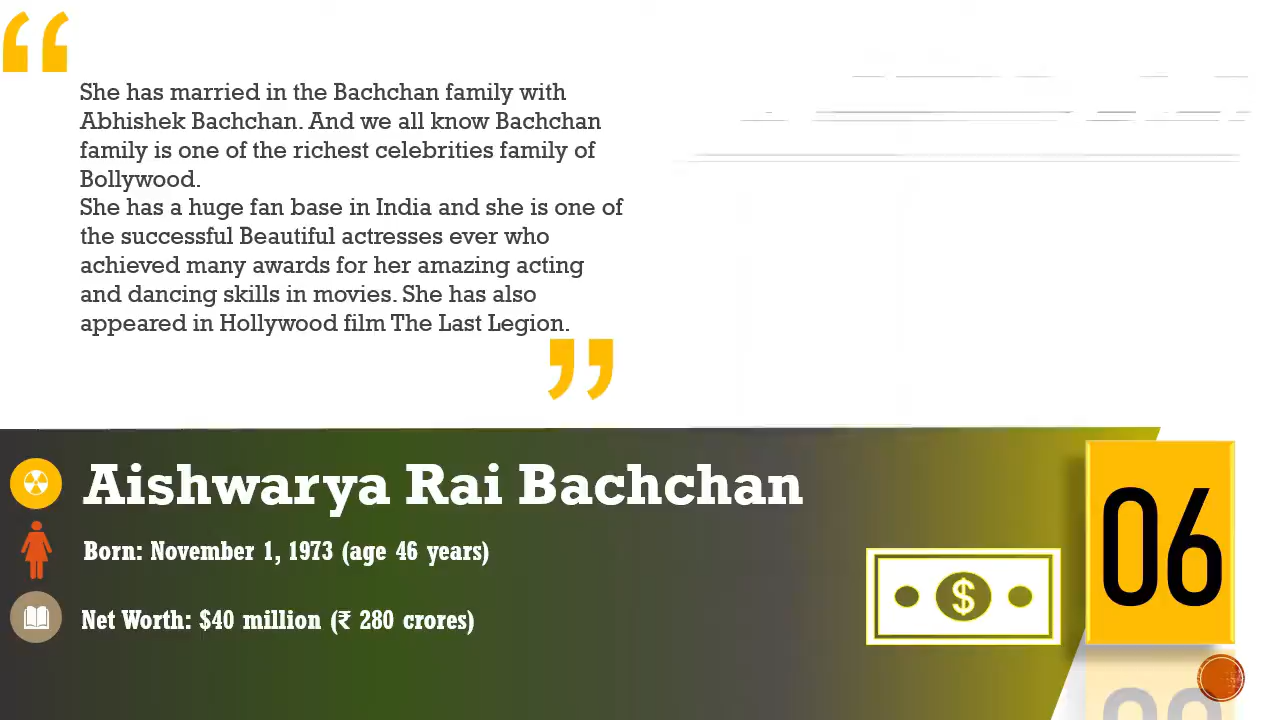 “
She has married in the Bachchan family with
Abhishek Bachchan. And we all know Bachchan
family is one of the richest celebrities family of
Bollywood.
She has a huge fan base in India and she is one of
the successful Beautiful actresses ever who
achieved many awards for her amazing acting
and dancing skills in movies. She has also
appeared in Hollywood film The Last Legion.
”
Aishwarya Rai Bachchan
Born: November 1, 1973 (age 46 years)
Net Worth: $40 million (₹ 280 crores)
$
06